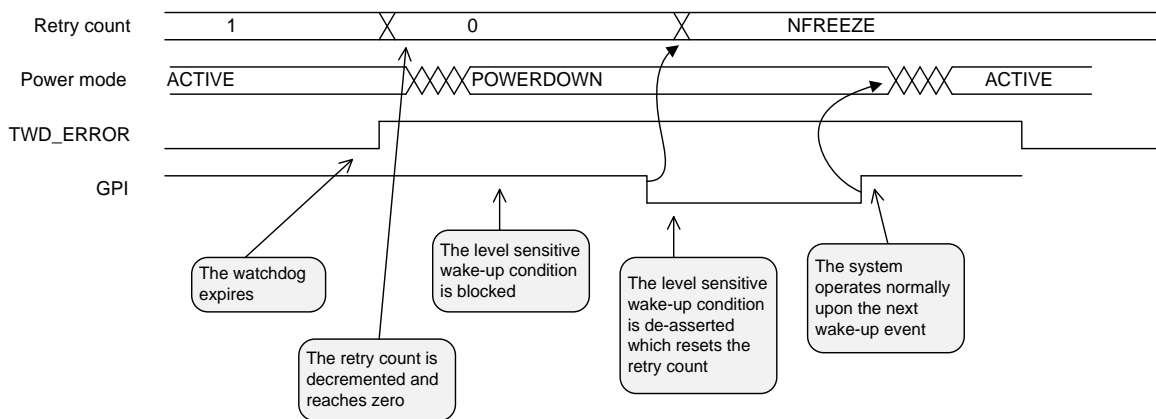 Retry count 1 0 NFREEZE
Power mode ACTIVE POWERDOWN ACTIVE
TWD_ERROR
GPI
The watchdog
expires
The retry count is
decremented and
reaches zero
The level sensitive
wake-up condition
is blocked
The level sensitive
wake-up condition
is de-asserted
which resets the
retry count
The system
operates normally
upon the next
wake-up event